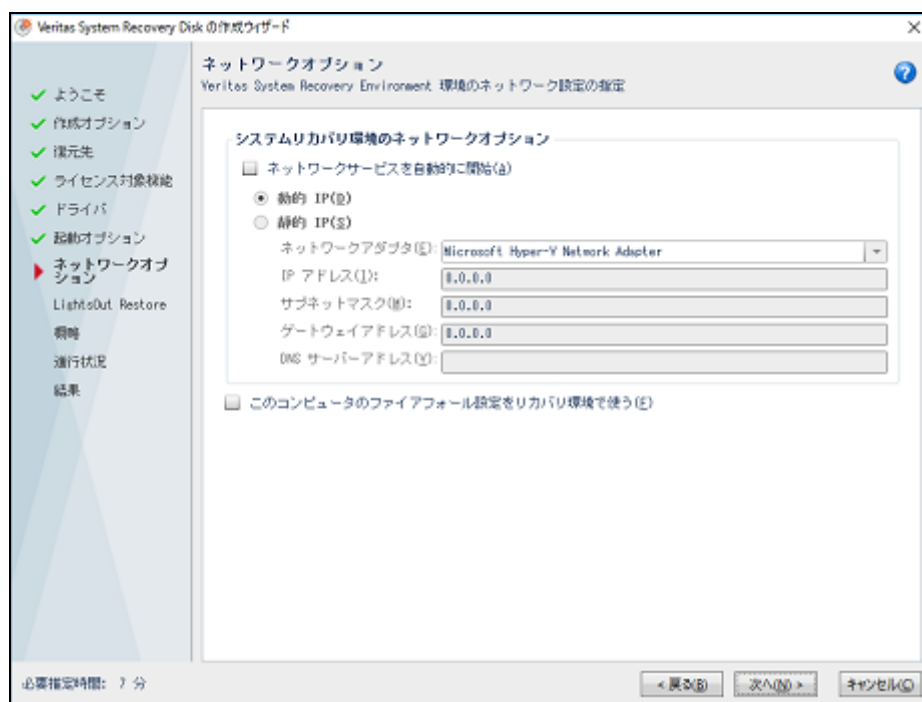 Veritas System Recovery Disk の作成ウィザード
ネットワークオプション
Veritas System Recovery Environment 環境のネットワーク設定の指定
ようこそ
作成オプション
復元先
ライセンス対象機能
ドライバ
起動オプション
ネットワークオプ
ション
LightsOut Restore
概略
進行状況
結果
システムリカバリ環境のネットワークオプション
ネットワークサービスを自動的に開始(A)
動的 IP(D)
静的 IP(S)
ネットワークアダプタ(E): Microsoft Hyper-V Network Adapter
IP アドレス(I): 0.0.0.0
サブネットマスク(M): 0.0.0.0
ゲートウェイアドレス(G): 0.0.0.0
DNS サーバーアドレス(Y):
このコンピュータのファイアフォール設定をリカバリ環境で使う(F)
必要推定時間: 7 分
< 戻る(B) 次へ(N) > キャンセル(C)